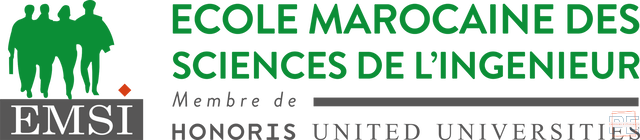 ECOLE MAROCAINE DES
SCIENCES DE L'INGENIEUR
Membre de
EMSI
HONORIS UNITED UNIVERSITIES